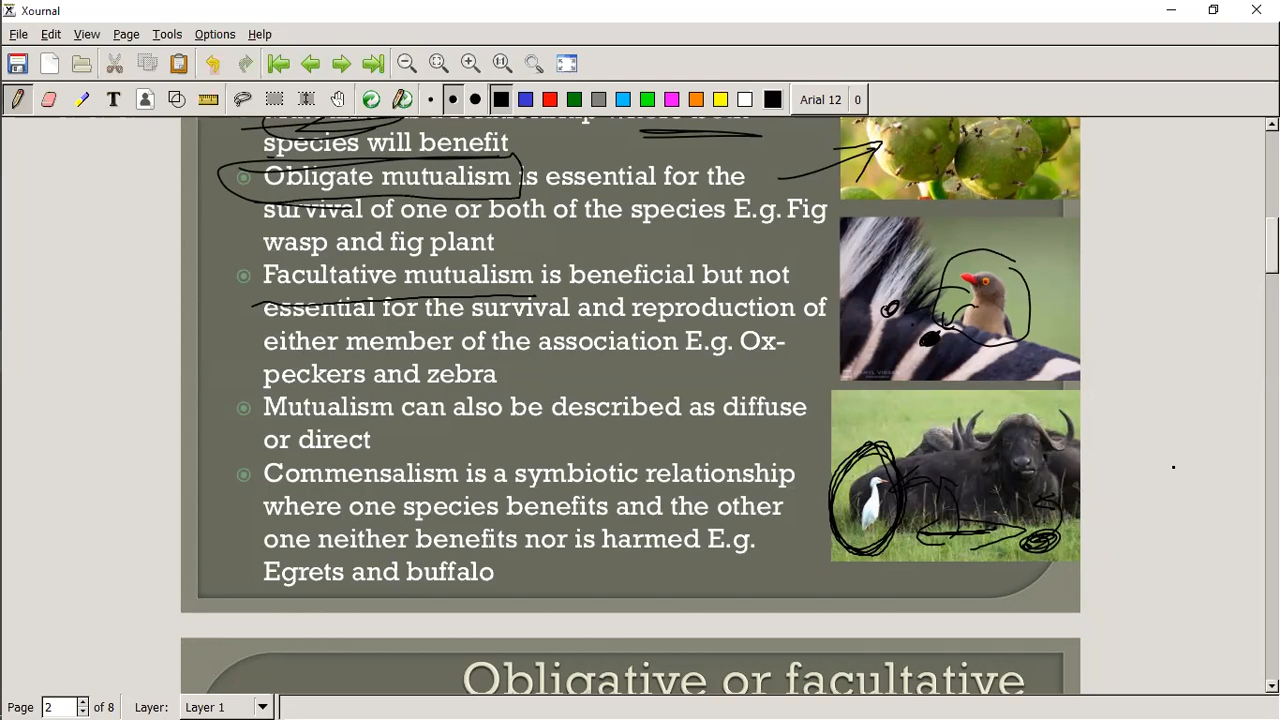 Xournal
File Edit View Page Tools Options Help
Arial 12 0
species will benefit
Obligate mutualism is essential for the
survival of one or both of the species E.g. Fig
wasp and fig plant
Facultative mutualism is beneficial but not
essential for the survival and reproduction of
either member of the association E.g. Ox-
peckers and zebra
Mutualism can also be described as diffuse
or direct
Commensalism is a symbiotic relationship
where one species benefits and the other
one neither benefits nor is harmed E.g.
Egrets and buffalo
Obligative or facultative
Page 2 of 8 Layer: Layer 1